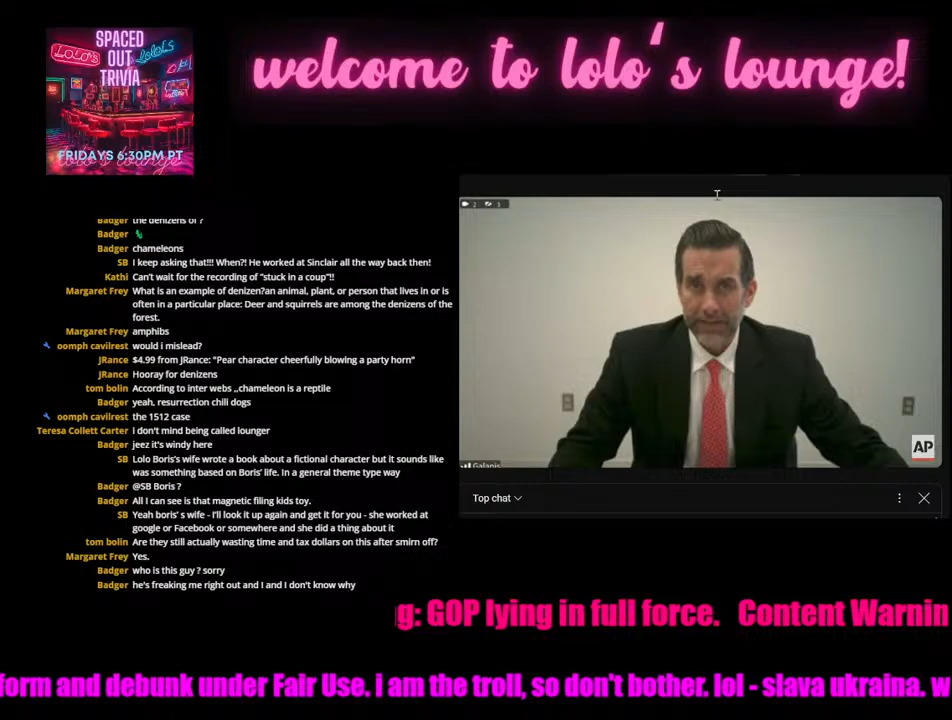 SPACED
OUT
TRIVIA
LOLO'S
LOLO'S
FRIDAYS 6:30PM PT
lolo's lounge
welcome to lolo's lounge!
Badger the denizens of ?
Badger
Badger chameleons
SB I keep asking that!!! When?! He worked at Sinclair all the way back then!
Kathi Can't wait for the recording of "stuck in a coup"!!
Margaret Frey What is an example of denizen?an animal, plant, or person that lives in or is
often in a particular place: Deer and squirrels are among the denizens of the
forest.
Margaret Frey amphibs
oomph cavilrest would i mislead?
JRance $4.99 from JRance: "Pear character cheerfully blowing a party horn"
JRance Hooray for denizens
tom bolin According to inter webs ,,chameleon is a reptile
Badger yeah, resurrection chili dogs
oomph cavilrest the 1512 case
Teresa Collett Carter i don't mind being called lounger
Badger jeez it's windy here
SB Lolo Boris's wife wrote a book about a fictional character but it sounds like
was something based on Boris' life. In a general theme type way
Badger @SB Boris ?
Badger All I can see is that magnetic filing kids toy.
SB Yeah boris' s wife - I'll look it up again and get it for you - she worked at
google or Facebook or somewhere and she did a thing about it
tom bolin Are they still actually wasting time and tax dollars on this after smirn off?
Margaret Frey Yes.
Badger who is this guy ? sorry
Badger he's freaking me right out and I and I don't know why
2 3
Galanis
AP
Top chat
g: GOP lying in full force. Content Warnin
form and debunk under Fair Use. i am the troll, so don't bother. lol - slava ukraina. w